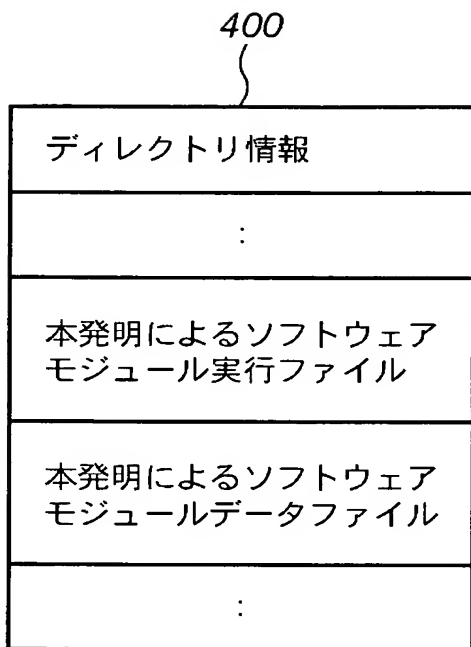 400
ディレクトリ情報
:
本発明によるソフトウェア
モジュール実行ファイル
本発明によるソフトウェア
モジュールデータファイル
: